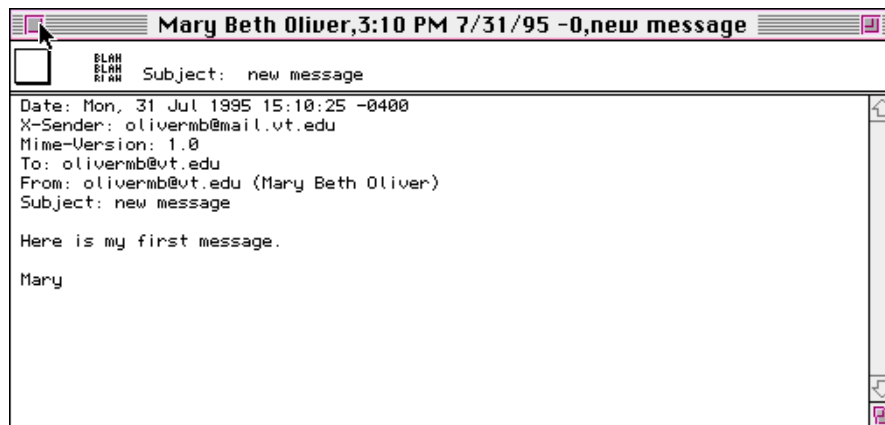 Mary Beth Oliver,3:10 PM 7/31/95 -0,new message
BLAH
BLAH
BLAH
Subject: new message
Date: Mon, 31 Jul 1995 15:10:25 -0400
X-Sender: olivermb@mail.vt.edu
Mime-Version: 1.0
To: olivermb@vt.edu
From: olivermb@vt.edu (Mary Beth Oliver)
Subject: new message
Here is my first message.
Mary